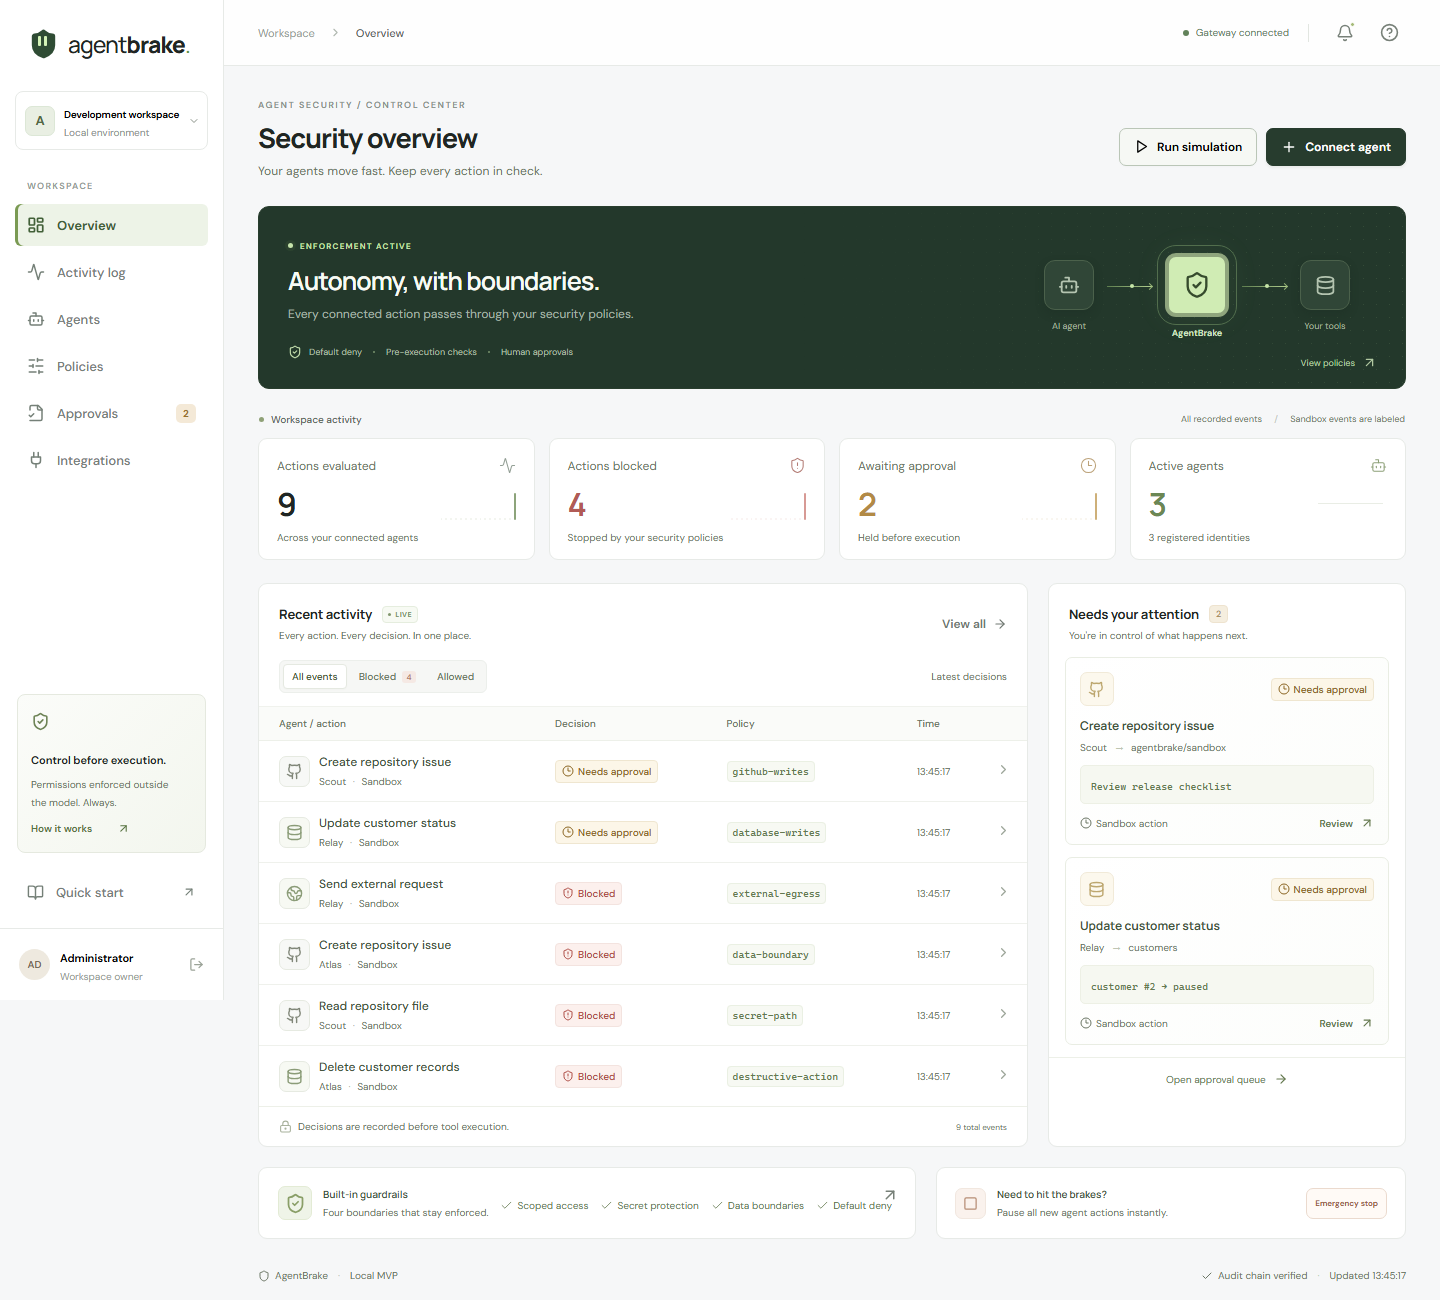 agentbrake.
A
Development workspace
Local environment
WORKSPACE
Overview
Activity log
Agents
Policies
Approvals 2
Integrations
Control before execution.
Permissions enforced outside
the model. Always.
How it works
Quick start
AD
Administrator
Workspace owner
Workspace Overview
Gateway connected
AGENT SECURITY / CONTROL CENTER
Security overview
Your agents move fast. Keep every action in check.
Run simulation
Connect agent
ENFORCEMENT ACTIVE
Autonomy, with boundaries.
Every connected action passes through your security policies.
Default deny · Pre-execution checks · Human approvals
AI agent
AgentBrake
Your tools
View policies
Workspace activity
All recorded events / Sandbox events are labeled
Actions evaluated
9
Across your connected agents
Actions blocked
4
Stopped by your security policies
Awaiting approval
2
Held before execution
Active agents
3
3 registered identities
Recent activity LIVE
Every action. Every decision. In one place.
View all
All events Blocked 4 Allowed
Latest decisions
Agent / action Decision Policy Time
Create repository issue
Scout · Sandbox
Needs approval github-writes 13:45:17
Update customer status
Relay · Sandbox
Needs approval database-writes 13:45:17
Send external request
Relay · Sandbox
Blocked external-egress 13:45:17
Create repository issue
Atlas · Sandbox
Blocked data-boundary 13:45:17
Read repository file
Scout · Sandbox
Blocked secret-path 13:45:17
Delete customer records
Atlas · Sandbox
Blocked destructive-action 13:45:17
Decisions are recorded before tool execution.
9 total events
Needs your attention 2
You're in control of what happens next.
Needs approval
Create repository issue
Scout → agentbrake/sandbox
Review release checklist
Sandbox action Review
Needs approval
Update customer status
Relay → customers
customer #2 → paused
Sandbox action Review
Open approval queue
Built-in guardrails
Four boundaries that stay enforced.
Scoped access Secret protection Data boundaries Default deny
Need to hit the brakes?
Pause all new agent actions instantly.
Emergency stop
AgentBrake · Local MVP
Audit chain verified · Updated 13:45:17